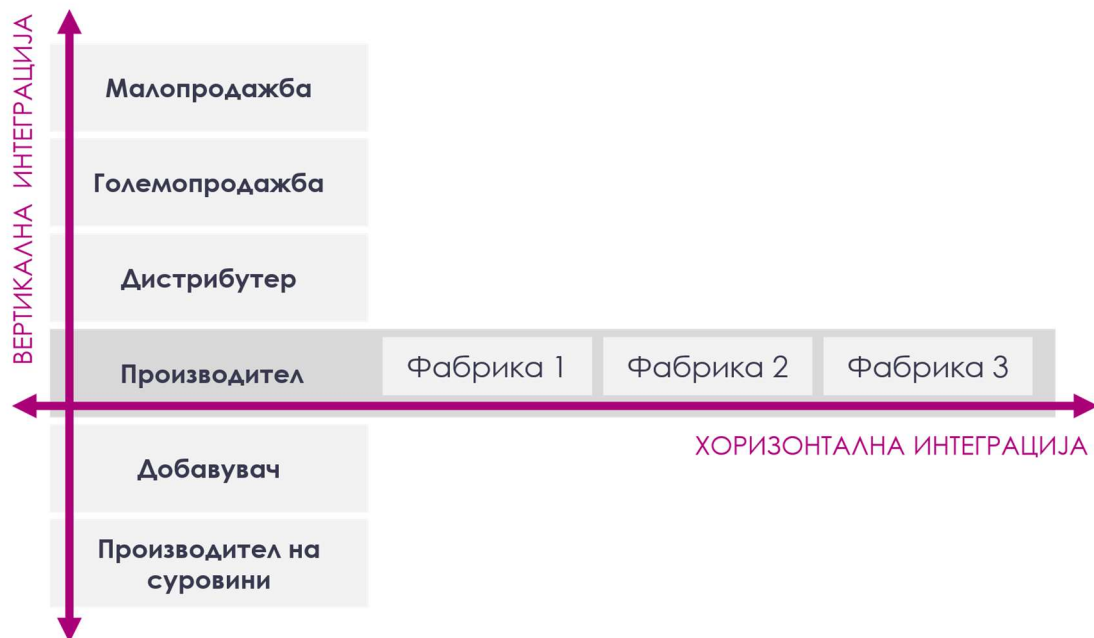 ВЕРТИКАЛНА ИНТЕГРАЦИЈА
Малопродажба
Големопродажба
Дистрибутер
Производител
Фабрика 1
Фабрика 2
Фабрика 3
ХОРИЗОНТАЛНА ИНТЕГРАЦИЈА
Добавувач
Производител на
суровини